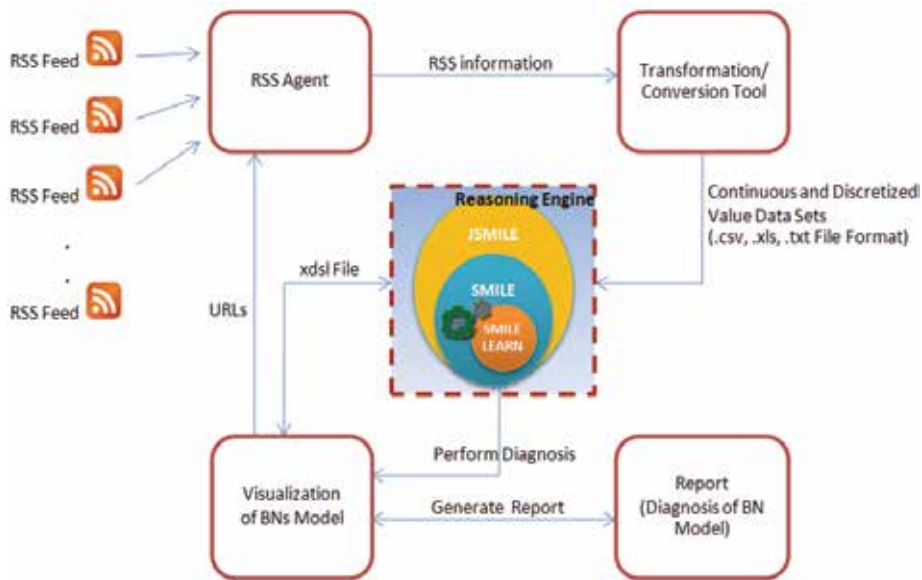 RSS Feed
RSS Feed
RSS Feed
.
.
RSS Feed
RSS Agent
RSS information
Transformation/
Conversion Tool
Continuous and Discretized
Value Data Sets
(.csv, .xls, .txt File Format)
Reasoning Engine
JSMILE
SMILE
SMILE
LEARN
xdsl File
URLs
Perform Diagnosis
Visualization
of BNs Model
Generate Report
Report
(Diagnosis of BN
Model)